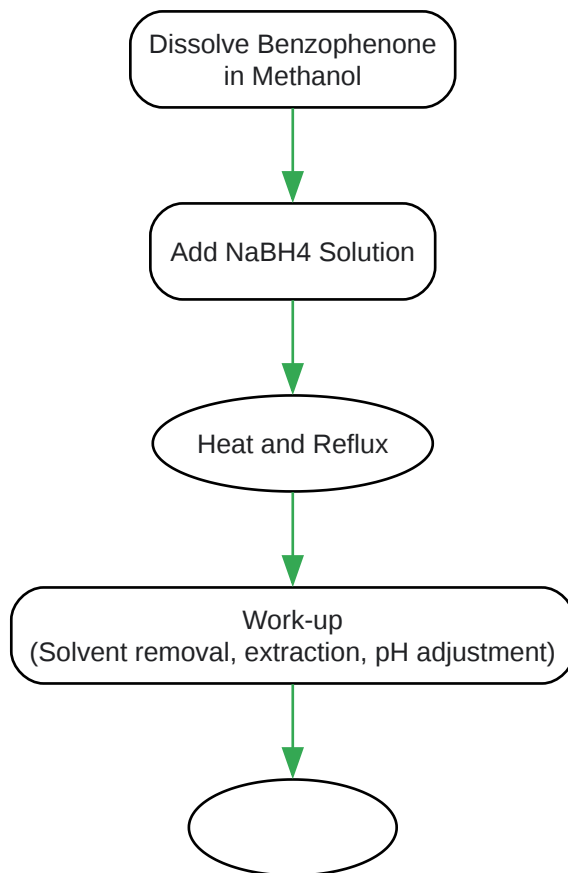 Dissolve Benzophenone
in Methanol
Add NaBH4 Solution
Heat and Reflux
Work-up
(Solvent removal, extraction, pH adjustment)